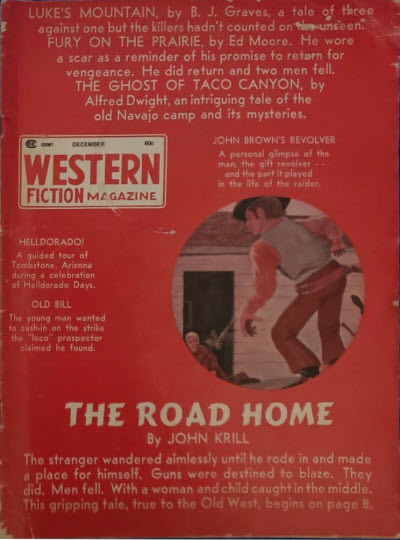 LUKE'S MOUNTAIN, by B. J. Graves, a tale of three
against one but the killers hadn't counted on the unseen.
FURY ON THE PRAIRIE, by Ed Moore. He wore
a scar as a reminder of his promise to return for
vengeance. He did return and two men fell.
THE GHOST OF TACO CANYON, by
Alfred Dwight, an intriguing tale of the
old Navajo camp and its mysteries.
DECEMBER 60c
WESTERN
FICTION MAGAZINE
JOHN BROWN'S REVOLVER
A personal glimpse of the
man, the gift revolver - -
and the part it played
in the life of the raider.
HELLDORADO!
A guided tour of
Tombstone, Arizona
during a celebration
of Helldorado Days.
OLD BILL
The young man wanted
to cash-in on the strike
the "loco" prospector
claimed he found.
THE ROAD HOME
By JOHN KRILL
The stranger wandered aimlessly until he rode in and made
a place for himself. Guns were destined to blaze. They
did. Men fell. With a woman and child caught in the middle.
This gripping tale, true to the Old West, begins on page 8.